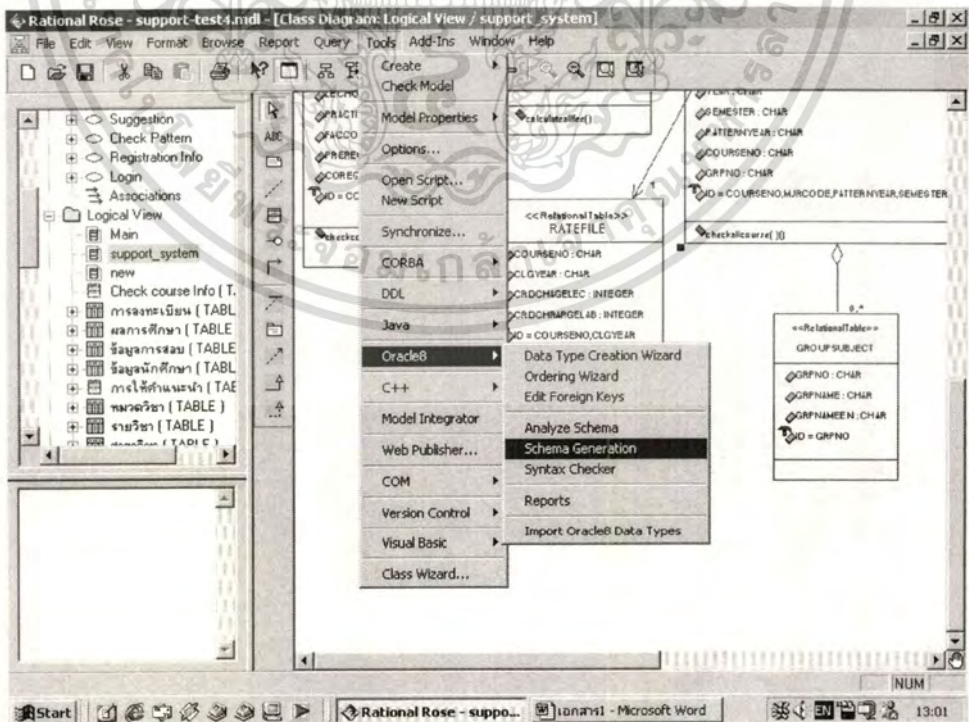 Rational Rose - support-test4.mdl - [Class Diagram: Logical View / support_system]
File Edit View Format Browse Report Query Tools Add-Ins Window Help
Suggestion
Check Pattern
Registration Info
Login
Associations
Logical View
Main
support_system
new
Check course Info ( T.
การลงทะเบียน ( TABL
ผลการศึกษา ( TABLE
ข้อมูลการสอบ ( TABLE
ข้อมูลนักศึกษา ( TABL
การให้คำแนะนำ ( TAB
หมวดวิชา ( TABLE )
รายวิชา ( TABLE )
ABC
Create
Check Model
Model Properties
Options...
Open Script...
New Script
Synchronize...
CORBA
DDL
Java
Oracle8
C++
Model Integrator
Web Publisher...
COM
Version Control
Visual Basic
Class Wizard...
Data Type Creation Wizard
Ordering Wizard
Edit Foreign Keys
Analyze Schema
Schema Generation
Syntax Checker
Reports
Import Oracle8 Data Types
<<RelationalTable>>
RATEFILE
COURSENO : CHAR
CLGYEAR : CHAR
CRDCHAGELEC : INTEGER
CRDCHARGELAB : INTEGER
ID = COURSENO,CLGYEAR
SEMESTER : CHAR
PATTERNYEAR : CHAR
COURSENO : CHAR
GRPNO : CHAR
ID = COURSENO,MJRCODE,PATTERNYEAR,SEMESTER
checkallcourse( )()
0..*
<<RelationalTable>>
GROUPSUBJECT
GRPNO : CHAR
GRPNAME : CHAR
GRPNAMEEN : CHAR
ID = GRPNO
NUM
Start
Rational Rose - suppo...
เอกสาร1 - Microsoft Word
EN
13:01